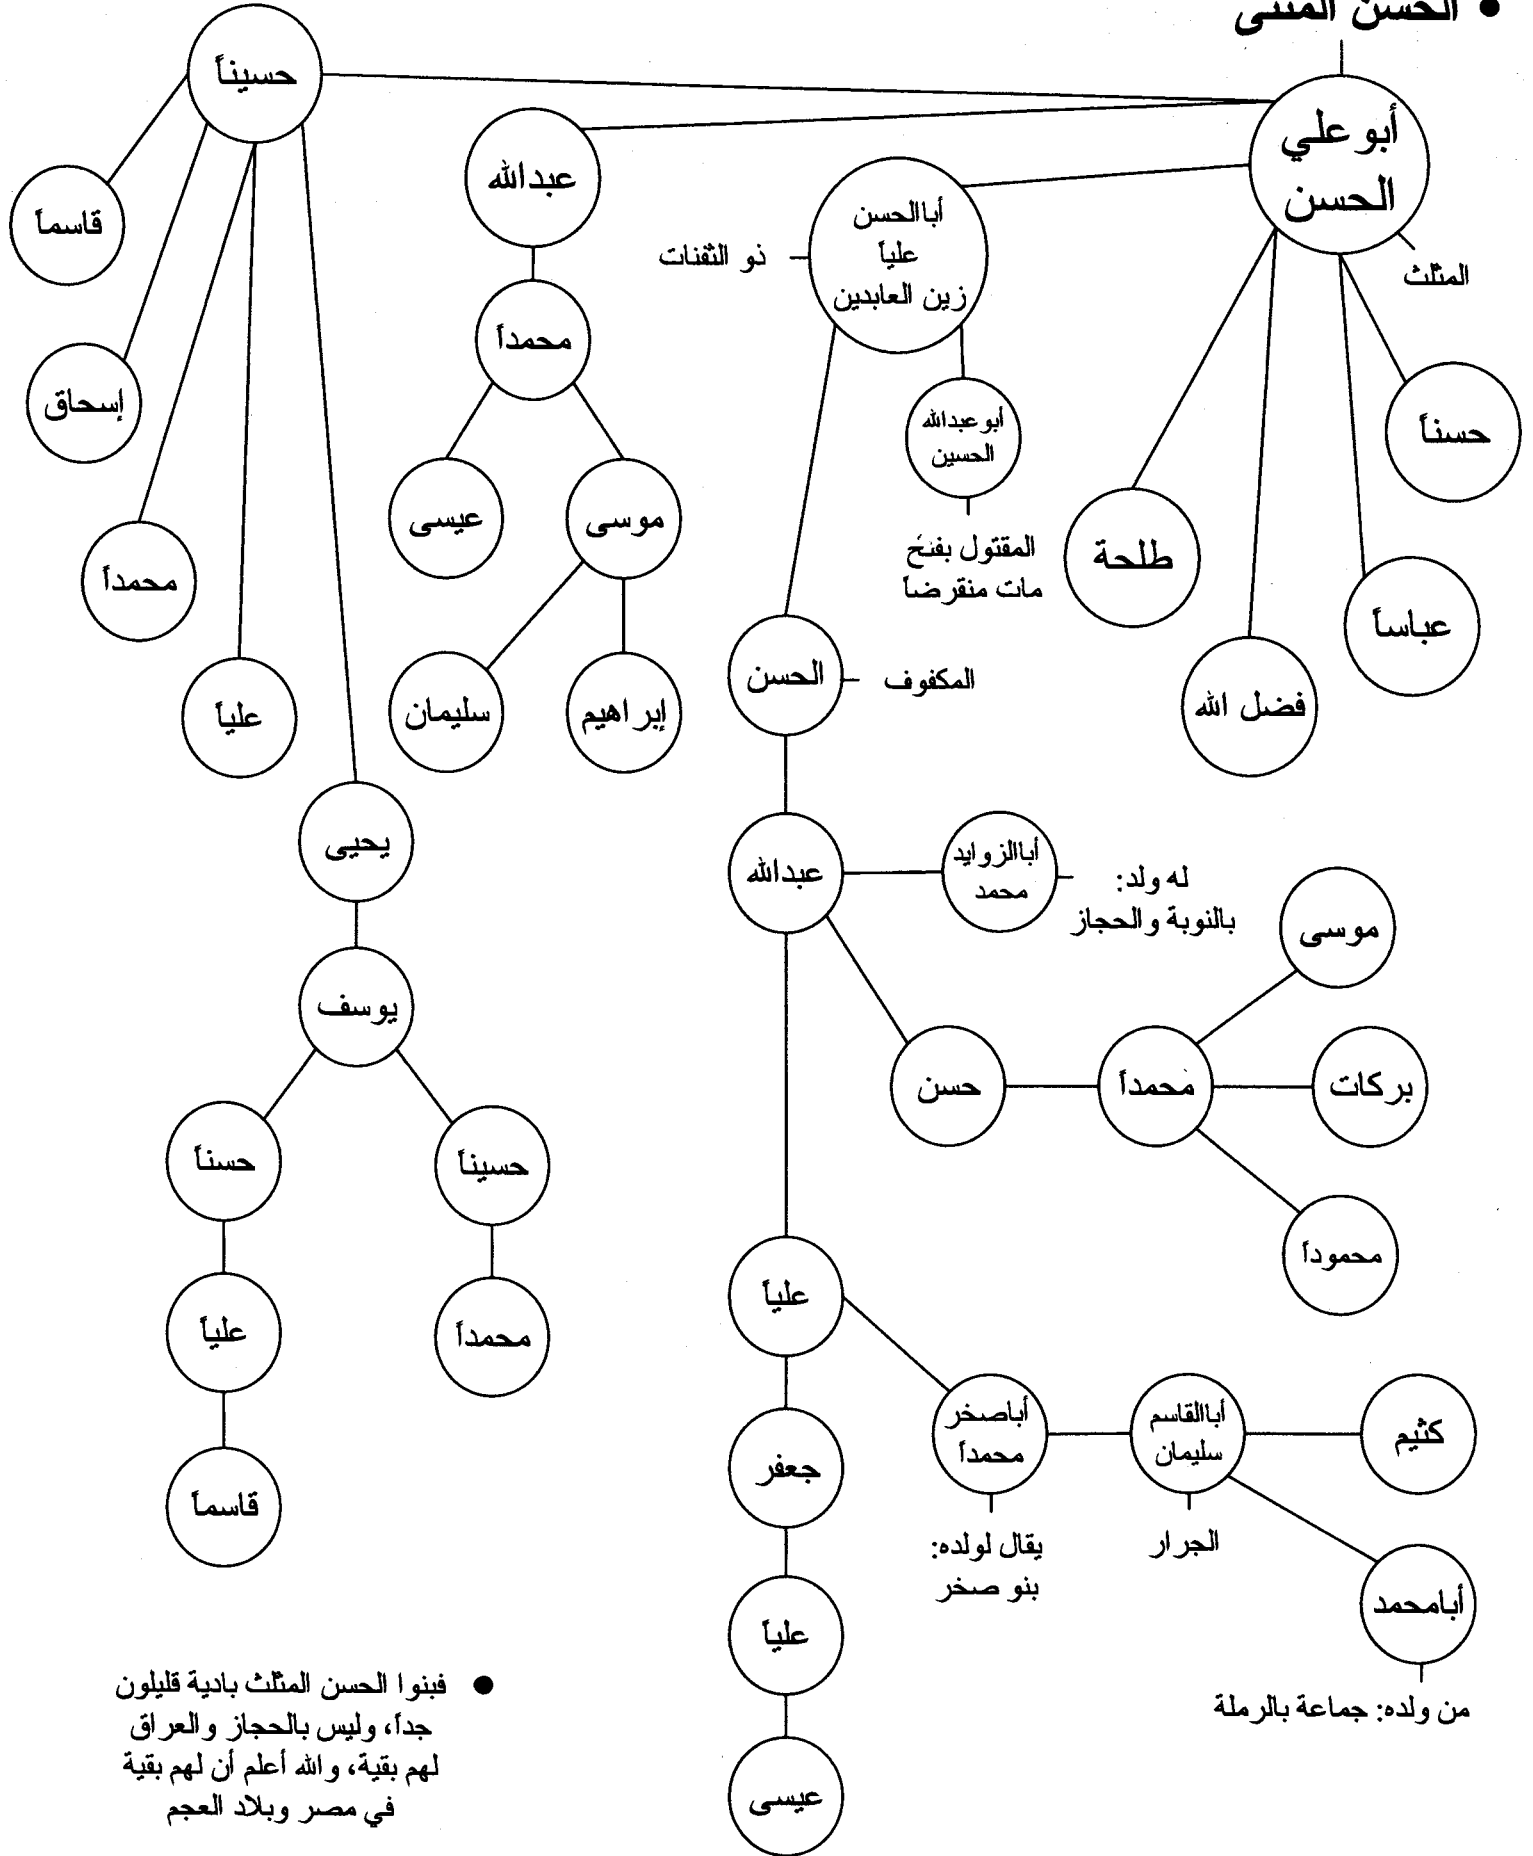 ● الحسن المثنى
أبو علي
الحسن
المثلث
حسيناً
عبدالله
أباالحسن
علياً
زين العابدين
ذو الثفنات
حسناً
عباساً
فضل الله
طلحة
أبو عبدالله
الحسين
المقتول بفخ
مات منقرضاً
الحسن
المكفوف
عبدالله
أباالزوايد
محمد
له ولد:
بالنوبة والحجاز
حسن
محمداً
موسى
بركات
محموداً
علياً
أباصخر
محمداً
يقال لولده:
بنو صخر
أباالقاسم
سليمان
الجرار
كثيم
أبامحمد
من ولده: جماعة بالرملة
جعفر
علياً
عيسى
محمداً
موسى
عيسى
إبراهيم
سليمان
قاسماً
إسحاق
محمداً
علياً
يحيى
يوسف
حسيناً
محمداً
حسناً
علياً
قاسماً
● فبنوا الحسن المثلث بادية قليلون
جداً، وليس بالحجاز والعراق
لهم بقية، والله أعلم أن لهم بقية
في مصر وبلاد العجم